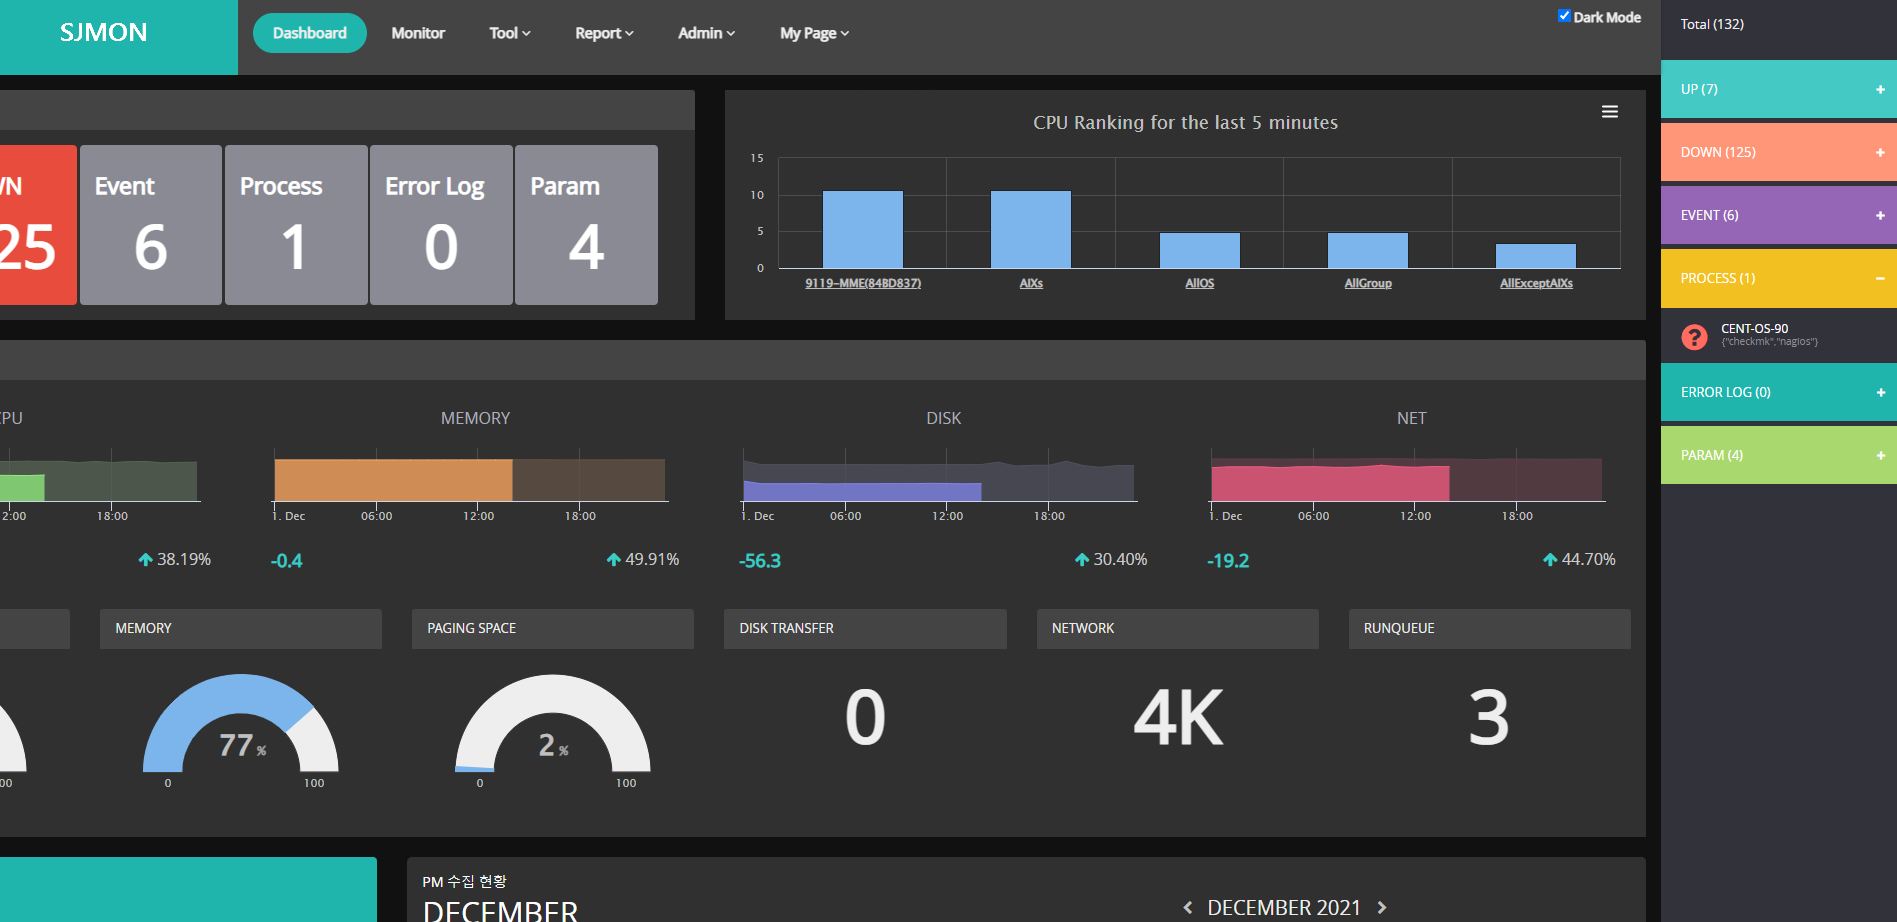 SJMON
Dashboard
Monitor
Tool
Report
Admin
My Page
Dark Mode
Total (132)
UP (7)
DOWN (125)
EVENT (6)
PROCESS (1)
CENT-OS-90
{"checkmk","nagios"}
ERROR LOG (0)
PARAM (4)
WN
25
Event
6
Process
1
Error Log
0
Param
4
CPU Ranking for the last 5 minutes
15
10
5
0
9119-MME(84BD837)
AIXs
AllOS
AllGroup
AllExceptAIXs
CPU
2:00
18:00
38.19%
MEMORY
1. Dec
06:00
12:00
18:00
-0.4
49.91%
DISK
1. Dec
06:00
12:00
18:00
-56.3
30.40%
NET
1. Dec
06:00
12:00
18:00
-19.2
44.70%
00
MEMORY
77 %
0
100
PAGING SPACE
2 %
0
100
DISK TRANSFER
0
NETWORK
4K
RUNQUEUE
3
PM 수집 현황
DECEMBER
DECEMBER 2021